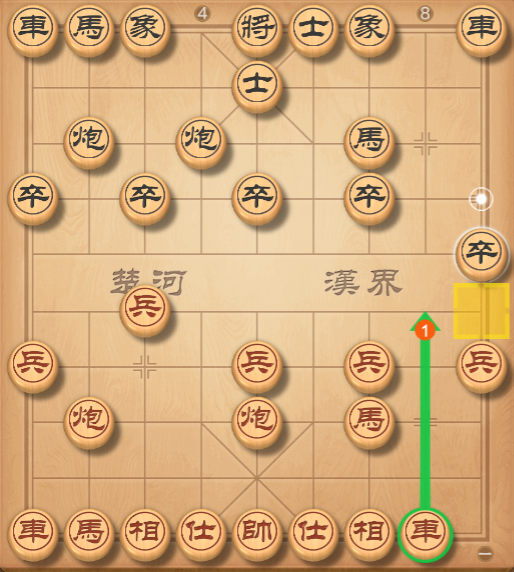 4 8
車 馬 象 將 士 象 車
士
炮 炮 馬
卒 卒 卒 卒
卒
楚河 漢界
兵
1
兵 兵 兵 兵
炮 炮 馬
車 馬 相 仕 帥 仕 相 車
一